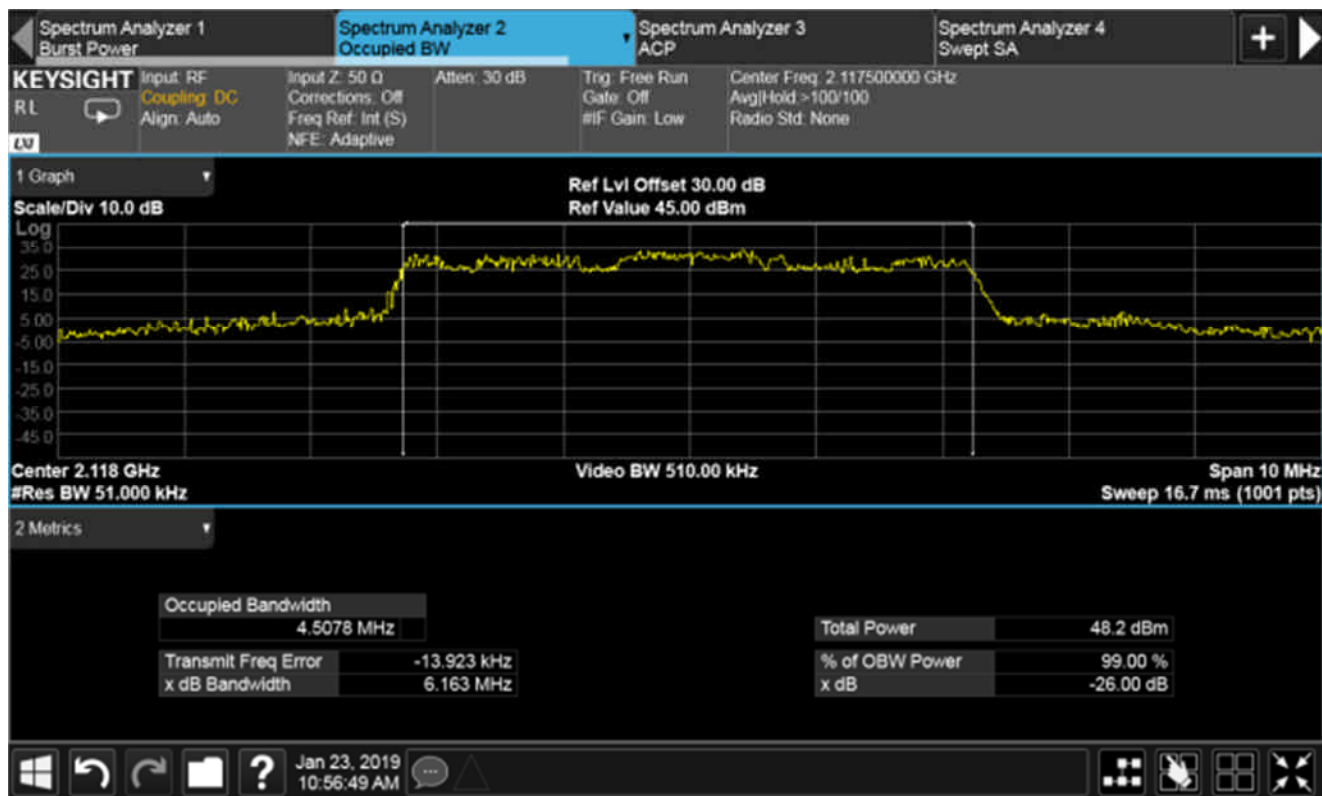 Spectrum Analyzer 1
Burst Power
Spectrum Analyzer 2
Occupied BW
Spectrum Analyzer 3
ACP
Spectrum Analyzer 4
Swept SA
+
KEYSIGHT
R L
LXI
Input: RF
Coupling: DC
Align: Auto
Input Z: 50 Ω
Corrections: Off
Freq Ref: Int (S)
NFE: Adaptive
Atten: 30 dB
Trig: Free Run
Gate: Off
#IF Gain: Low
Center Freq: 2.117500000 GHz
Avg|Hold:>100/100
Radio Std: None
1 Graph
Scale/Div 10.0 dB
Ref Lvl Offset 30.00 dB
Ref Value 45.00 dBm
Log
35.0
25.0
15.0
5.00
-5.00
-15.0
-25.0
-35.0
-45.0
Center 2.118 GHz
#Res BW 51.000 kHz
Video BW 510.00 kHz
Span 10 MHz
Sweep 16.7 ms (1001 pts)
2 Metrics
Occupied Bandwidth
4.5078 MHz
Transmit Freq Error -13.923 kHz
x dB Bandwidth 6.163 MHz
Total Power 48.2 dBm
% of OBW Power 99.00 %
x dB -26.00 dB
?
Jan 23, 2019
10:56:49 AM